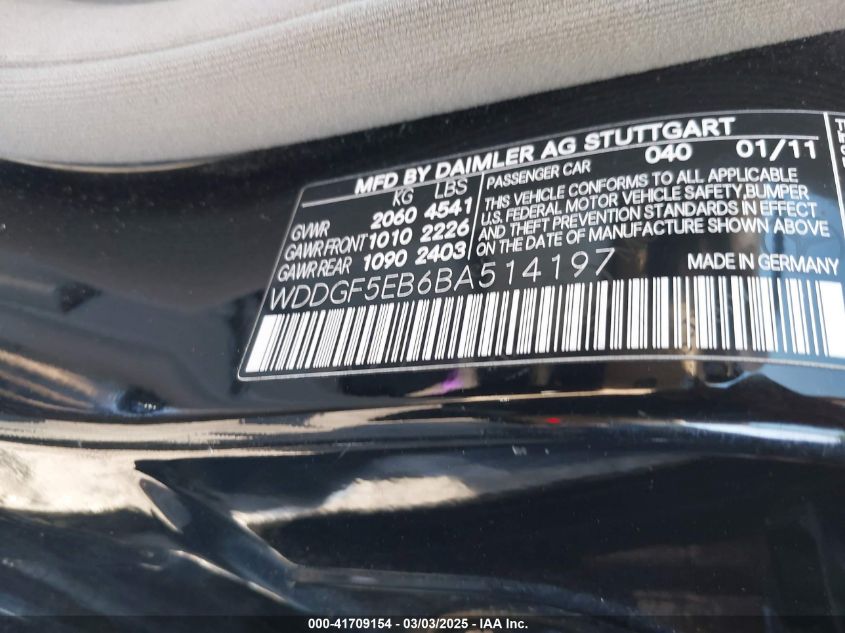 MFD BY DAIMLER AG STUTTGART
KG LBS
GVWR 2060 4541
GAWR FRONT 1010 2226
GAWR REAR 1090 2403
PASSENGER CAR 040 01/11
THIS VEHICLE CONFORMS TO ALL APPLICABLE
U.S. FEDERAL MOTOR VEHICLE SAFETY,BUMPER
AND THEFT PREVENTION STANDARDS IN EFFECT
ON THE DATE OF MANUFACTURE SHOWN ABOVE
WDDGF5EB6BA514197
MADE IN GERMANY
000-41709154 - 03/03/2025 - IAA Inc.